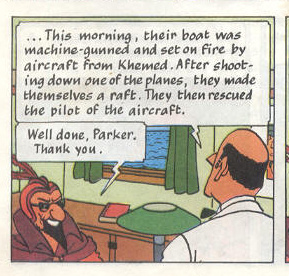 ...This morning, their boat was
machine-gunned and set on fire by
aircraft from Khemed. After shoot-
ing down one of the planes, they made
themselves a raft. They then rescued
the pilot of the aircraft.
Well done, Parker.
Thank you.